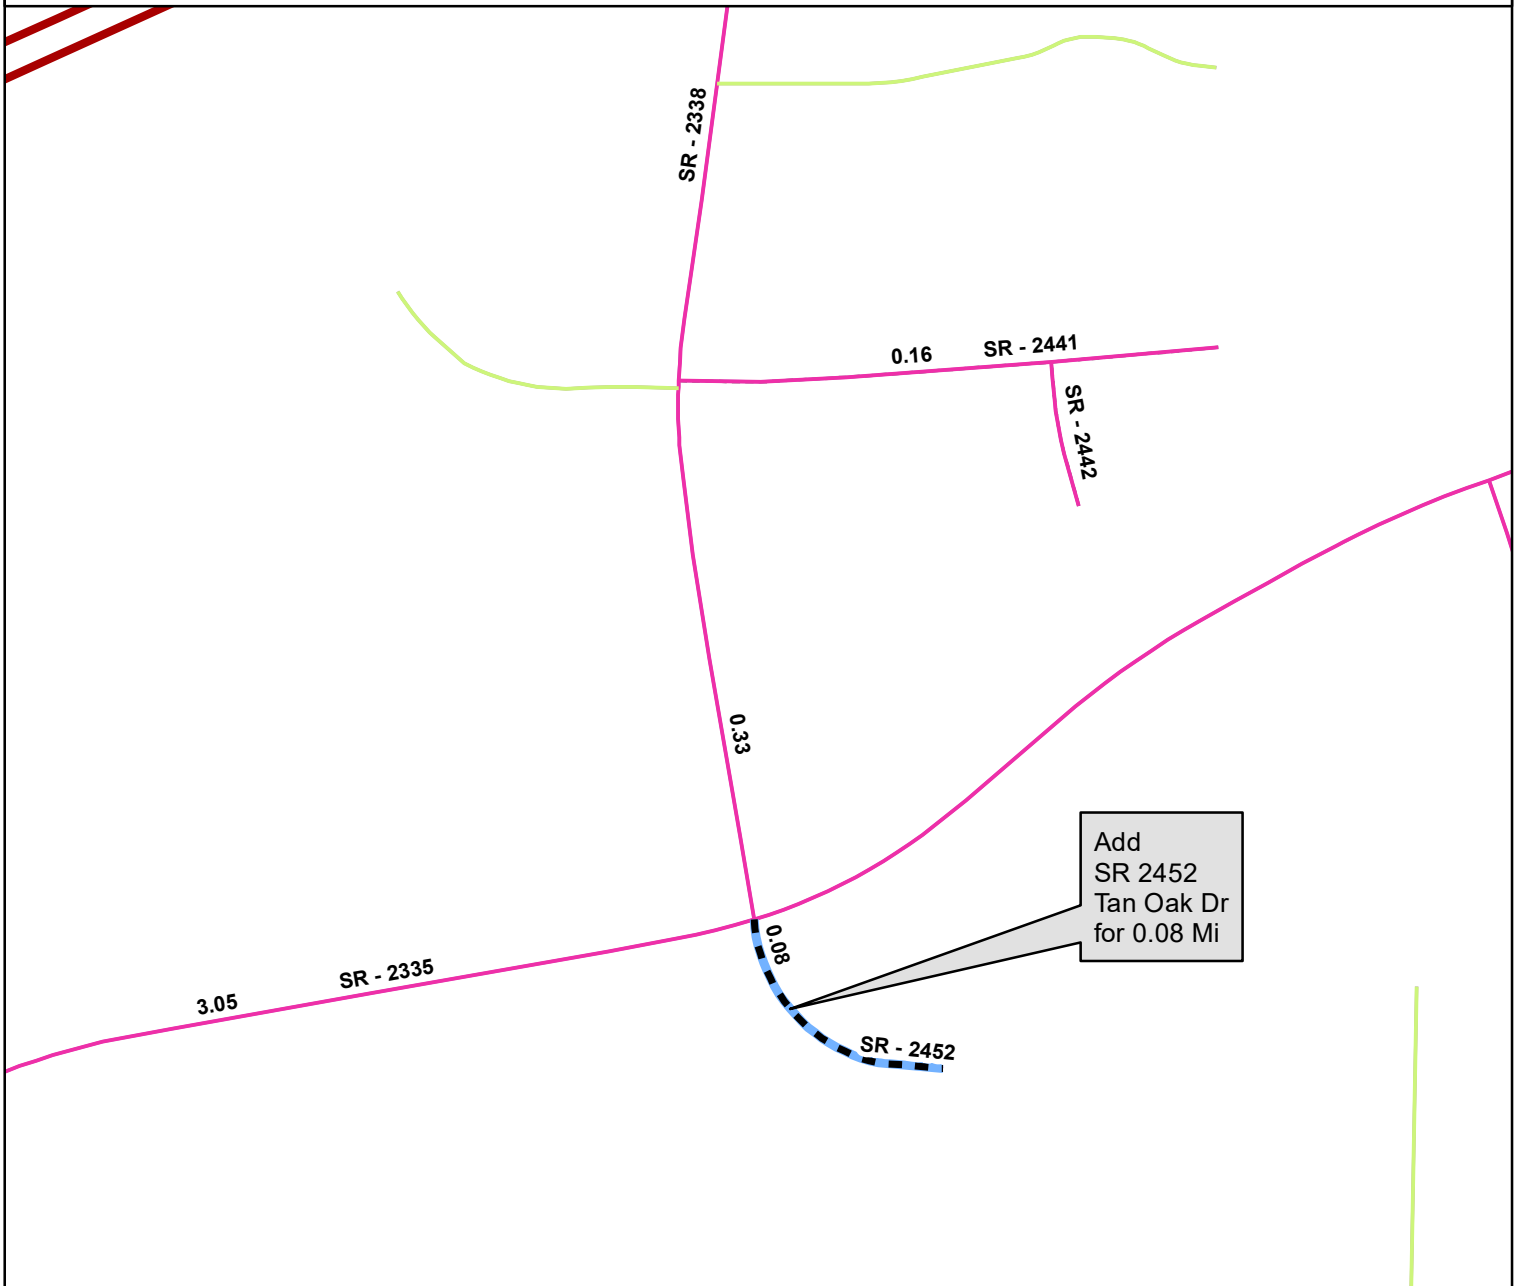 SR - 2338
0.16
SR - 2441
SR - 2442
0.33
Add
SR 2452
Tan Oak Dr
for 0.08 Mi
0.08
SR - 2335
3.05
SR - 2452